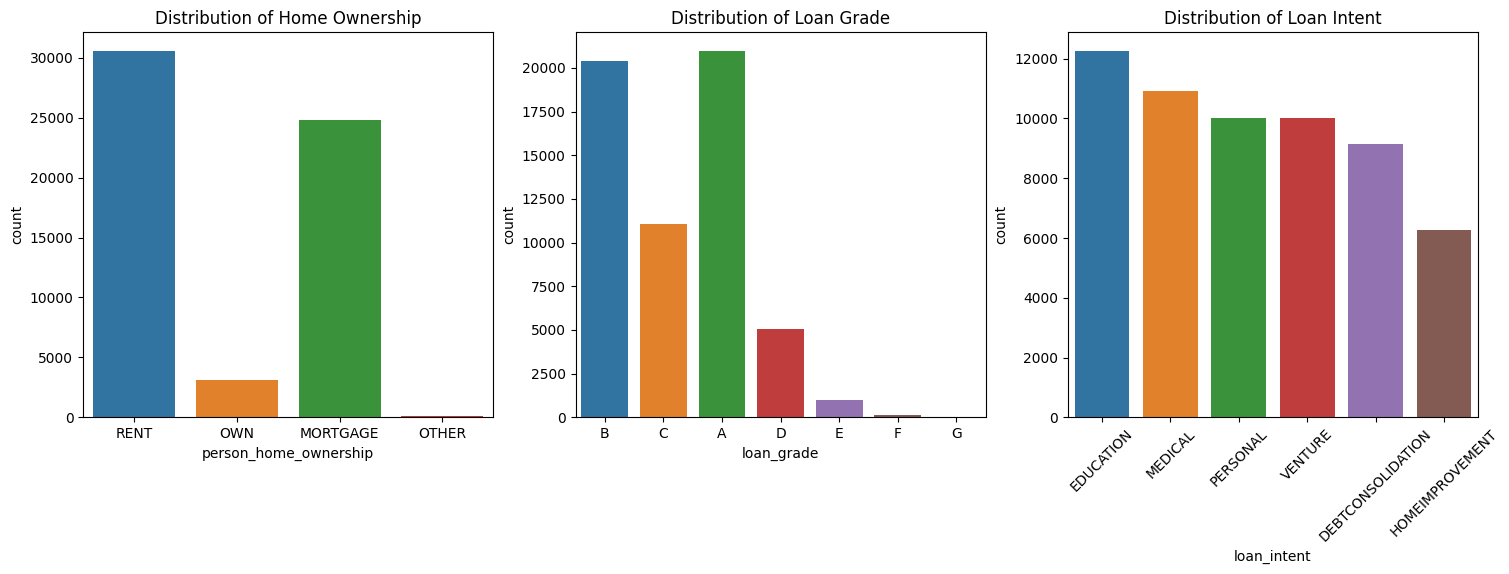 Distribution of Home Ownership
30000
25000
20000
15000
10000
5000
0
count
RENT OWN MORTGAGE OTHER
person_home_ownership
Distribution of Loan Grade
20000
17500
15000
12500
10000
7500
5000
2500
0
count
B C A D E F G
loan_grade
Distribution of Loan Intent
12000
10000
8000
6000
4000
2000
0
count
EDUCATION
MEDICAL
PERSONAL
VENTURE
DEBTCONSOLIDATION
HOMEIMPROVEMENT
loan_intent